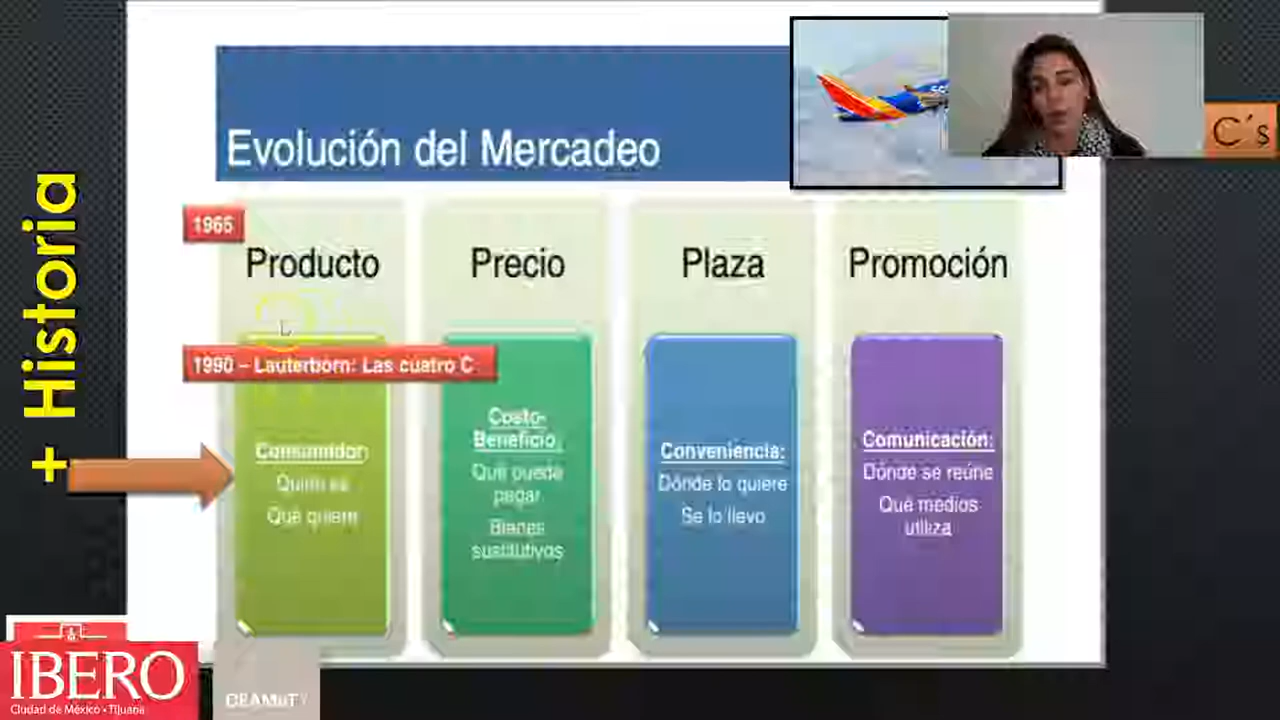 Evolución del Mercadeo
C´s
+ Historia
1965
Producto
Precio
Plaza
Promoción
1990 – Lauterborn: Las cuatro C
Consumidor:
Quién es
Qué quiere
Costo-
Beneficio:
Qué puede
pagar
Bienes
sustitutivos
Conveniencia:
Dónde lo quiere
Se lo llevo
Comunicación:
Dónde se reúne
Qué medios
utiliza
IBERO
Ciudad de México • Tijuana